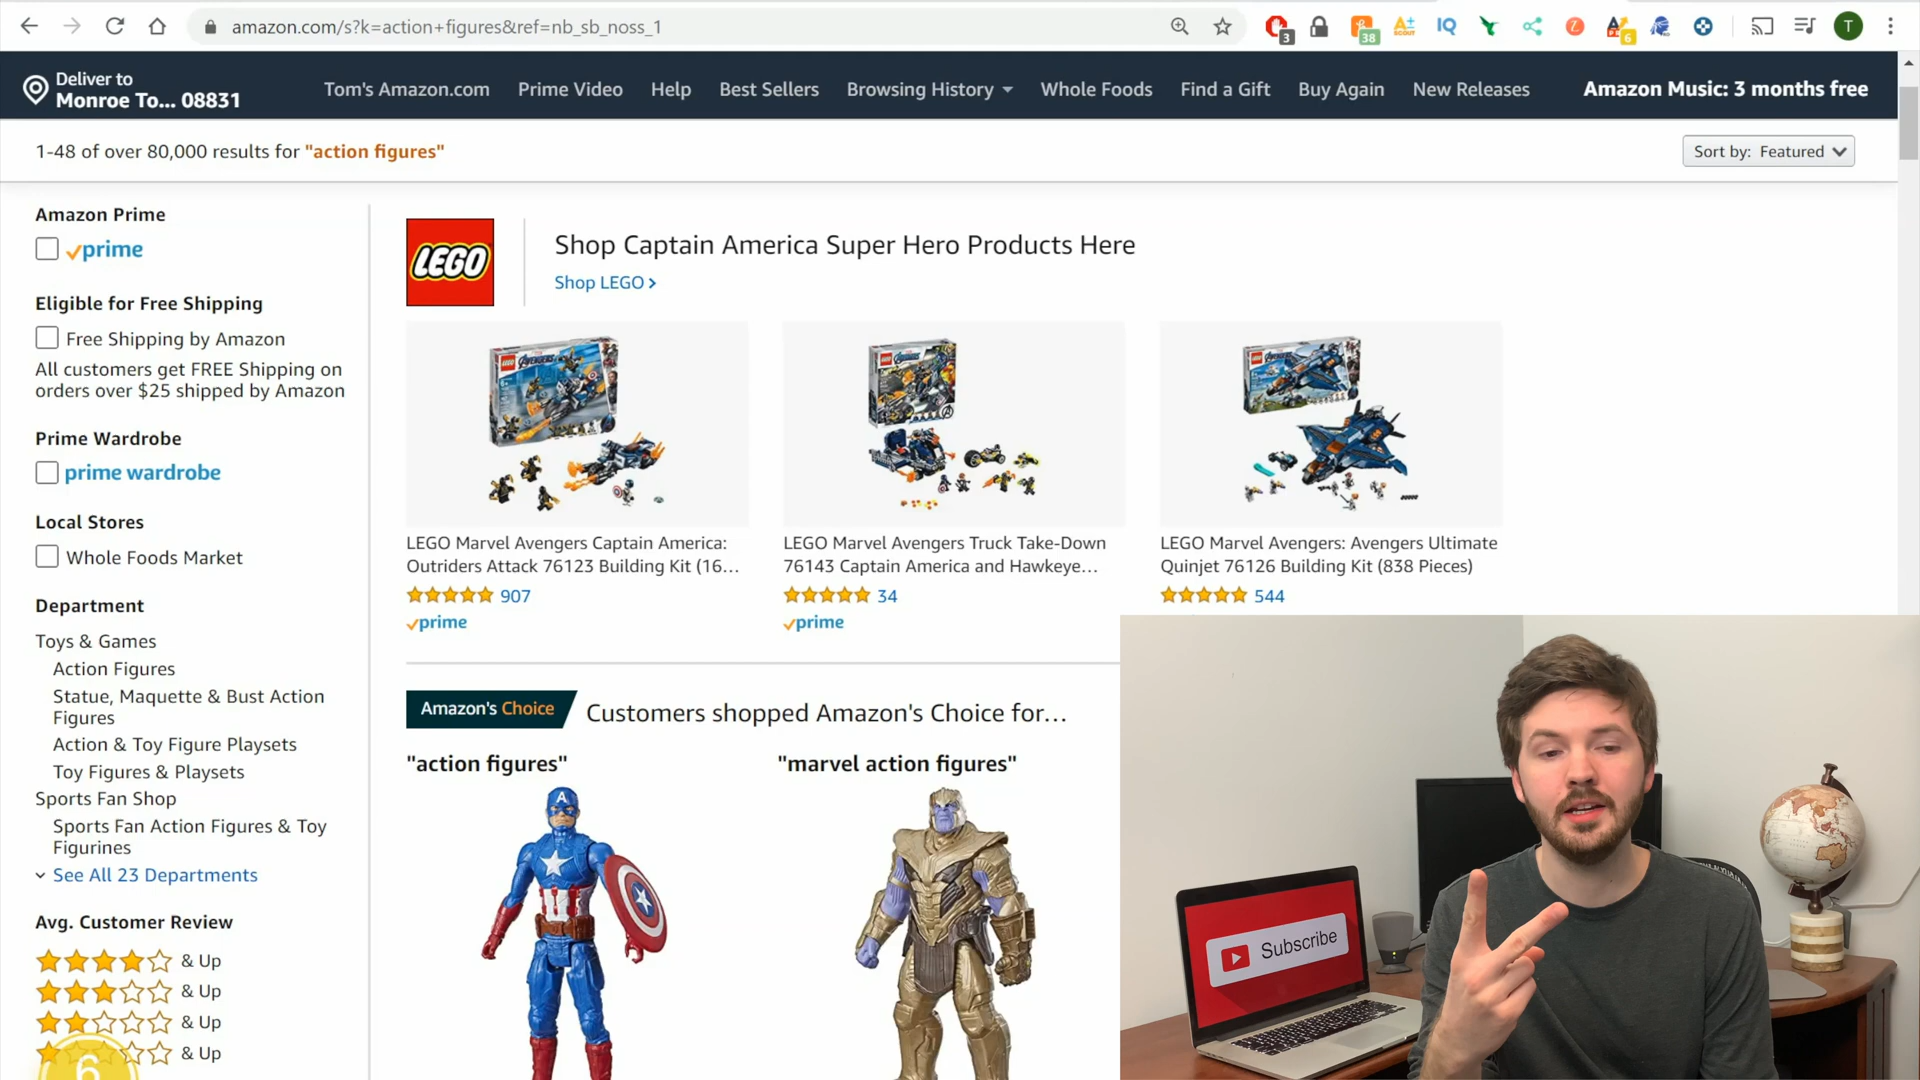 amazon.com/s?k=action+figures&ref=nb_sb_noss_1
3
38
SCOUT
IQ
6
T
Deliver to
Monroe To... 08831
Tom's Amazon.com
Prime Video
Help
Best Sellers
Browsing History
Whole Foods
Find a Gift
Buy Again
New Releases
Amazon Music: 3 months free
1-48 of over 80,000 results for "action figures"
Sort by: Featured
Amazon Prime
prime
Eligible for Free Shipping
Free Shipping by Amazon
All customers get FREE Shipping on
orders over $25 shipped by Amazon
Prime Wardrobe
prime wardrobe
Local Stores
Whole Foods Market
Department
Toys & Games
Action Figures
Statue, Maquette & Bust Action
Figures
Action & Toy Figure Playsets
Toy Figures & Playsets
Sports Fan Shop
Sports Fan Action Figures & Toy
Figurines
See All 23 Departments
Avg. Customer Review
& Up
& Up
& Up
& Up
6
LEGO
Shop Captain America Super Hero Products Here
Shop LEGO
AVENGERS
LEGO Marvel Avengers Captain America:
Outriders Attack 76123 Building Kit (16...
907
prime
AVENGERS
LEGO Marvel Avengers Truck Take-Down
76143 Captain America and Hawkeye...
34
prime
AVENGERS
LEGO Marvel Avengers: Avengers Ultimate
Quinjet 76126 Building Kit (838 Pieces)
544
Amazon's Choice
Customers shopped Amazon's Choice for...
"action figures"
"marvel action figures"
A
Subscribe